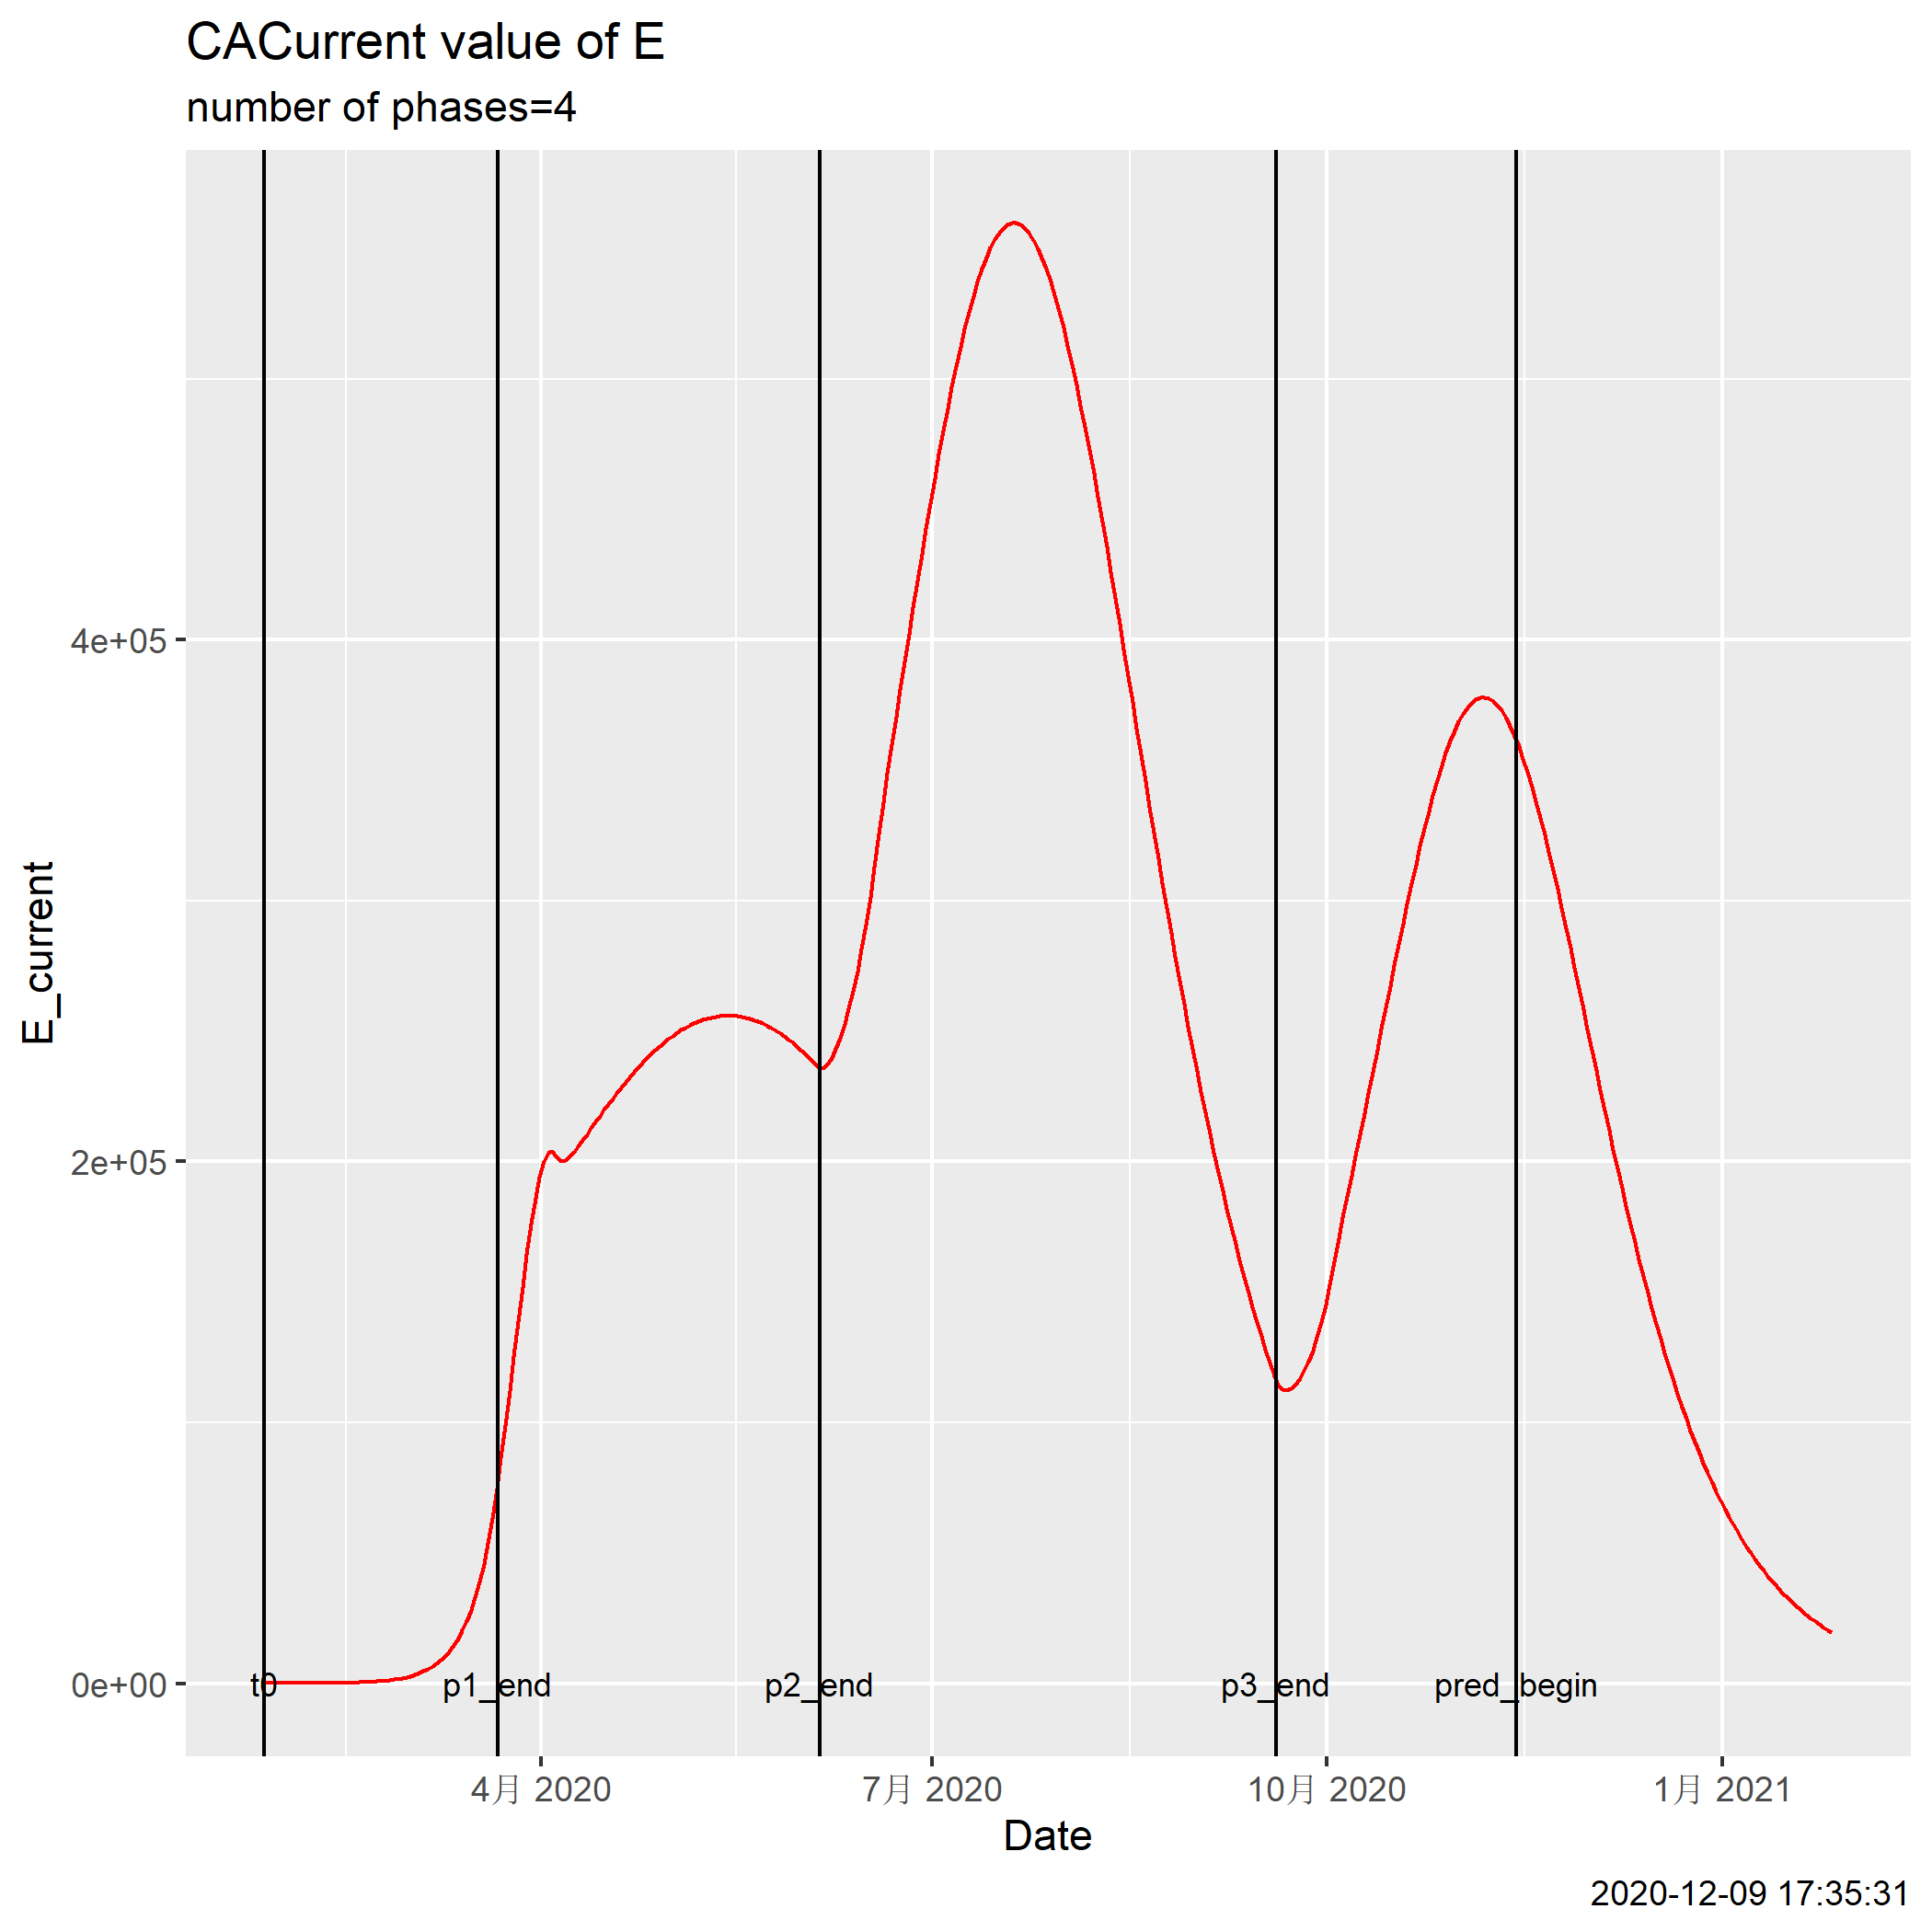 CACurrent value of E
number of phases=4
E_current
4e+05
2e+05
0e+00
t0
p1_end
p2_end
p3_end
pred_begin
4月 2020
7月 2020
10月 2020
1月 2021
Date
2020-12-09 17:35:31